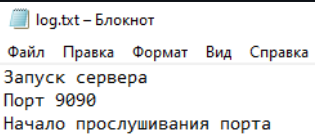 log.txt – Блокнот
Файл Правка Формат Вид Справка
Запуск сервера
Порт 9090
Начало прослушивания порта